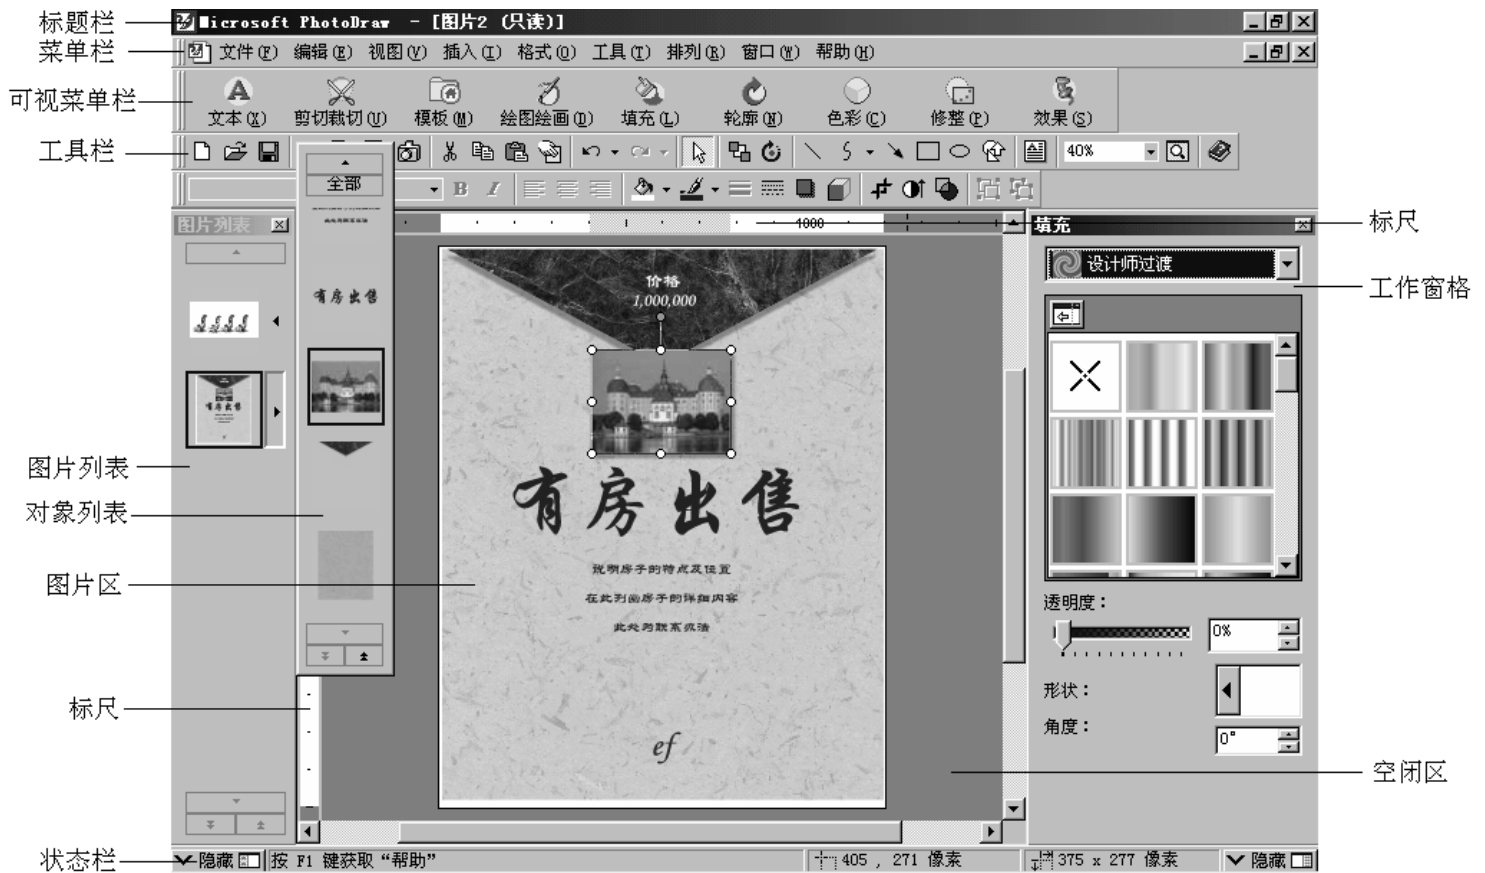 标题栏
Microsoft PhotoDraw - [图片2 (只读)]
菜单栏
文件(F) 编辑(E) 视图(V) 插入(I) 格式(O) 工具(T) 排列(R) 窗口(W) 帮助(H)
可视菜单栏
文本(X) 剪切裁切(U) 模板(M) 绘图绘画(D) 填充(L) 轮廓(N) 色彩(C) 修整(P) 效果(S)
工具栏
40%
全部
B I
图片列表
1000
标尺
填充
设计师过渡
工作窗格
价格
1,000,000
有房出售
有房出售
图片列表
对象列表
说明房子的特点及位置
图片区
在此列出房子的详细内容
此处为联系办法
透明度：
0%
形状：
标尺
角度：
0°
ef
空闭区
状态栏
隐藏 按 F1 键获取“帮助” 405 , 271 像素 375 x 277 像素 隐藏